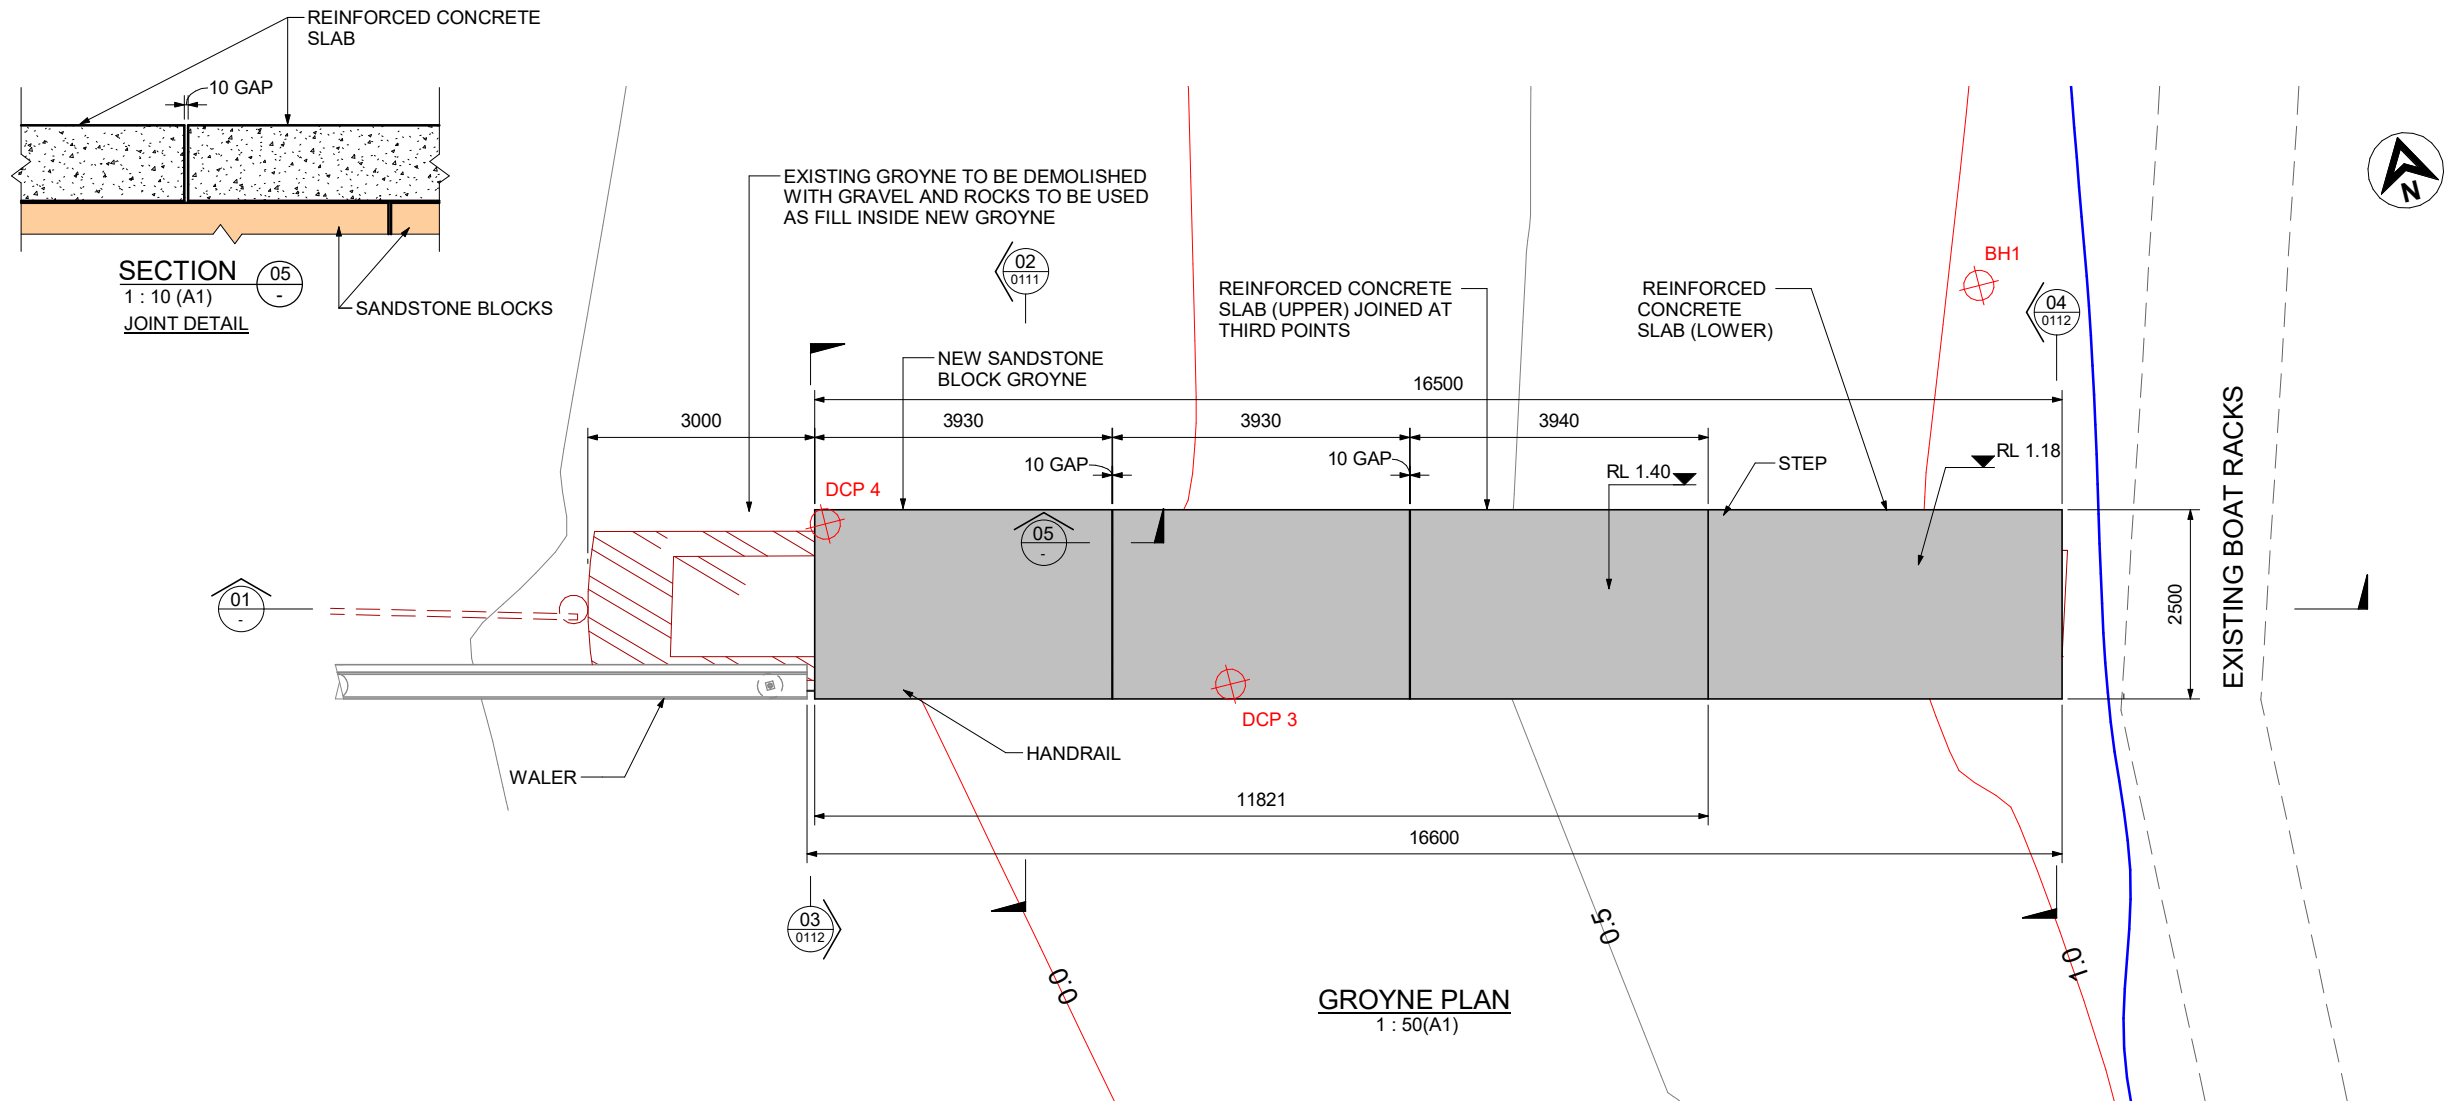 REINFORCED CONCRETE
SLAB
10 GAP
SECTION
05
-
1 : 10 (A1)
JOINT DETAIL
SANDSTONE BLOCKS
EXISTING GROYNE TO BE DEMOLISHED
WITH GRAVEL AND ROCKS TO BE USED
AS FILL INSIDE NEW GROYNE
02
0111
REINFORCED CONCRETE
SLAB (UPPER) JOINED AT
THIRD POINTS
REINFORCED
CONCRETE
SLAB (LOWER)
BH1
04
0112
N
NEW SANDSTONE
BLOCK GROYNE
16500
3000
3930
3930
3940
10 GAP
10 GAP
RL 1.40
STEP
RL 1.18
DCP 4
05
-
01
-
2500
EXISTING BOAT RACKS
DCP 3
HANDRAIL
WALER
11821
16600
03
0112
0.0
0.5
1.0
GROYNE PLAN
1 : 50(A1)